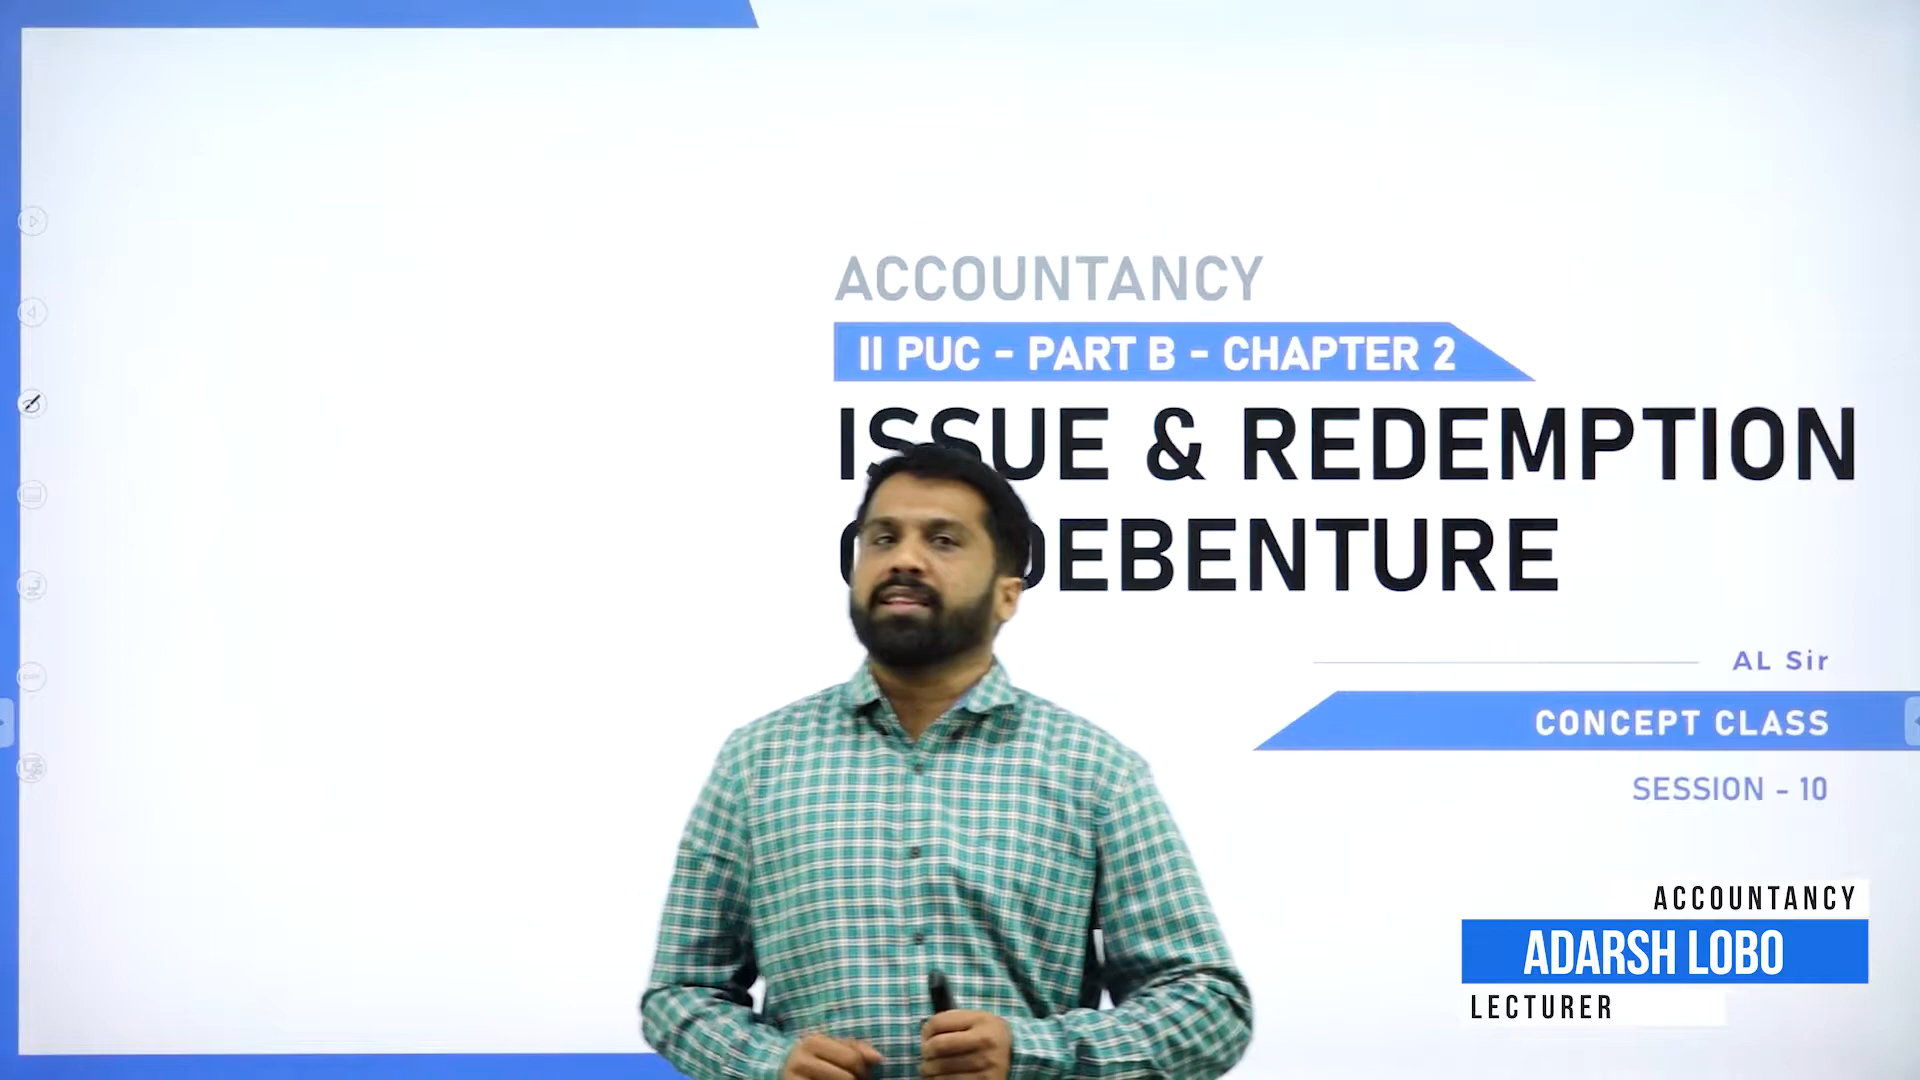 ACCOUNTANCY
II PUC - PART B - CHAPTER 2
ISSUE & REDEMPTION
DEBENTURE
AL Sir
CONCEPT CLASS
SESSION - 10
ACCOUNTANCY
ADARSH LOBO
LECTURER